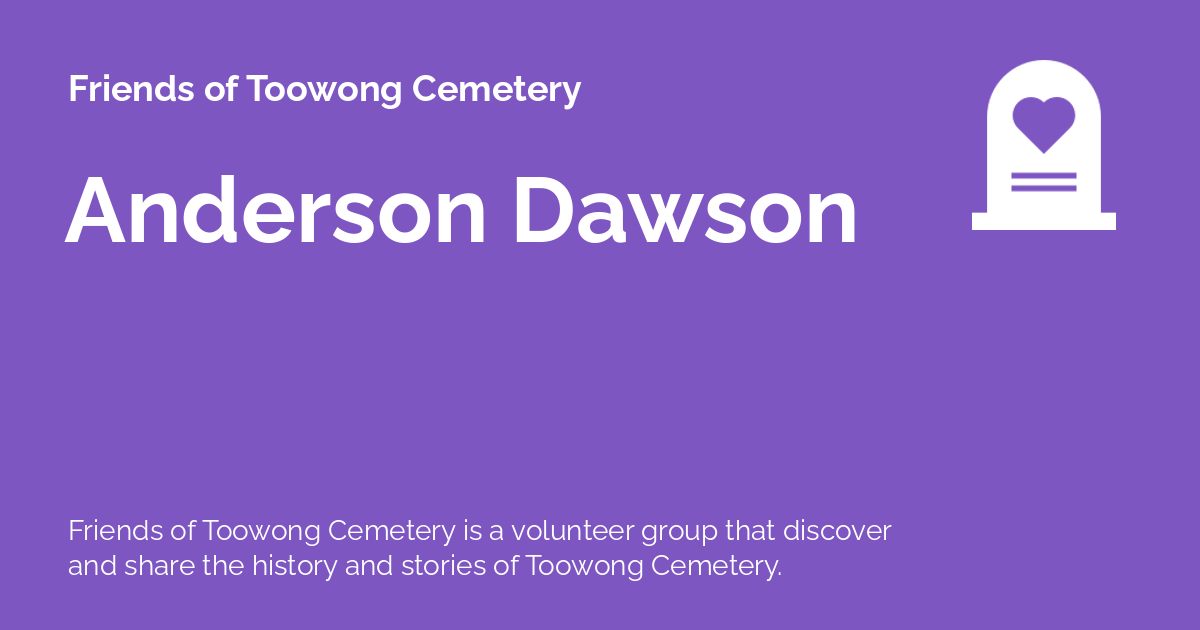 Friends of Toowong Cemetery
Anderson Dawson
Friends of Toowong Cemetery is a volunteer group that discover
and share the history and stories of Toowong Cemetery.